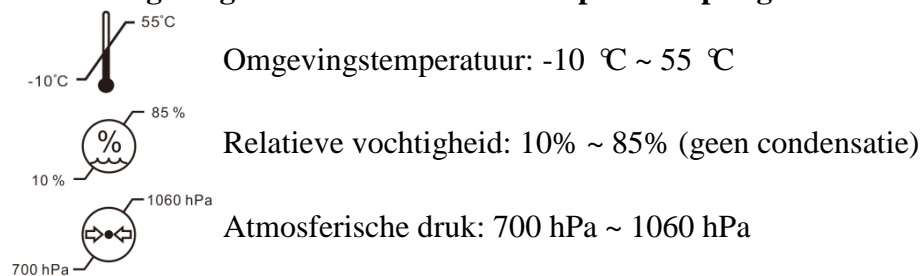 55°C
-10°C
Omgevingstemperatuur: -10 ℃ ~ 55 ℃
85 %
%
10 %
Relatieve vochtigheid: 10% ~ 85% (geen condensatie)
1060 hPa
700 hPa
Atmosferische druk: 700 hPa ~ 1060 hPa